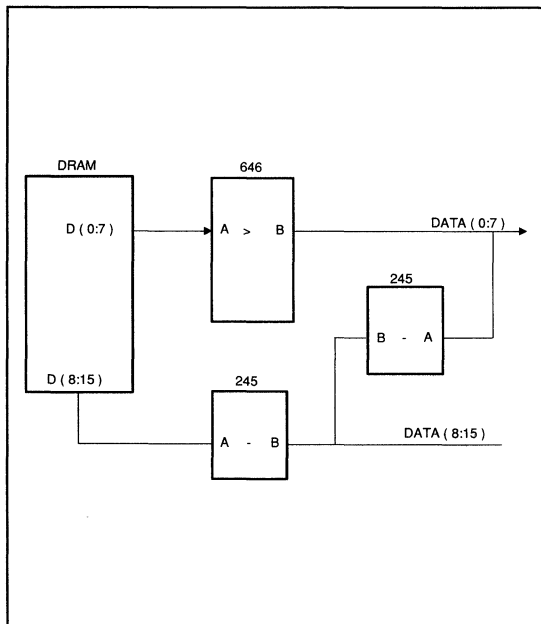 DRAM
646
D ( 0:7 )
A > B
DATA ( 0:7 )
245
B - A
D ( 8:15 )
245
A - B
DATA ( 8:15 )